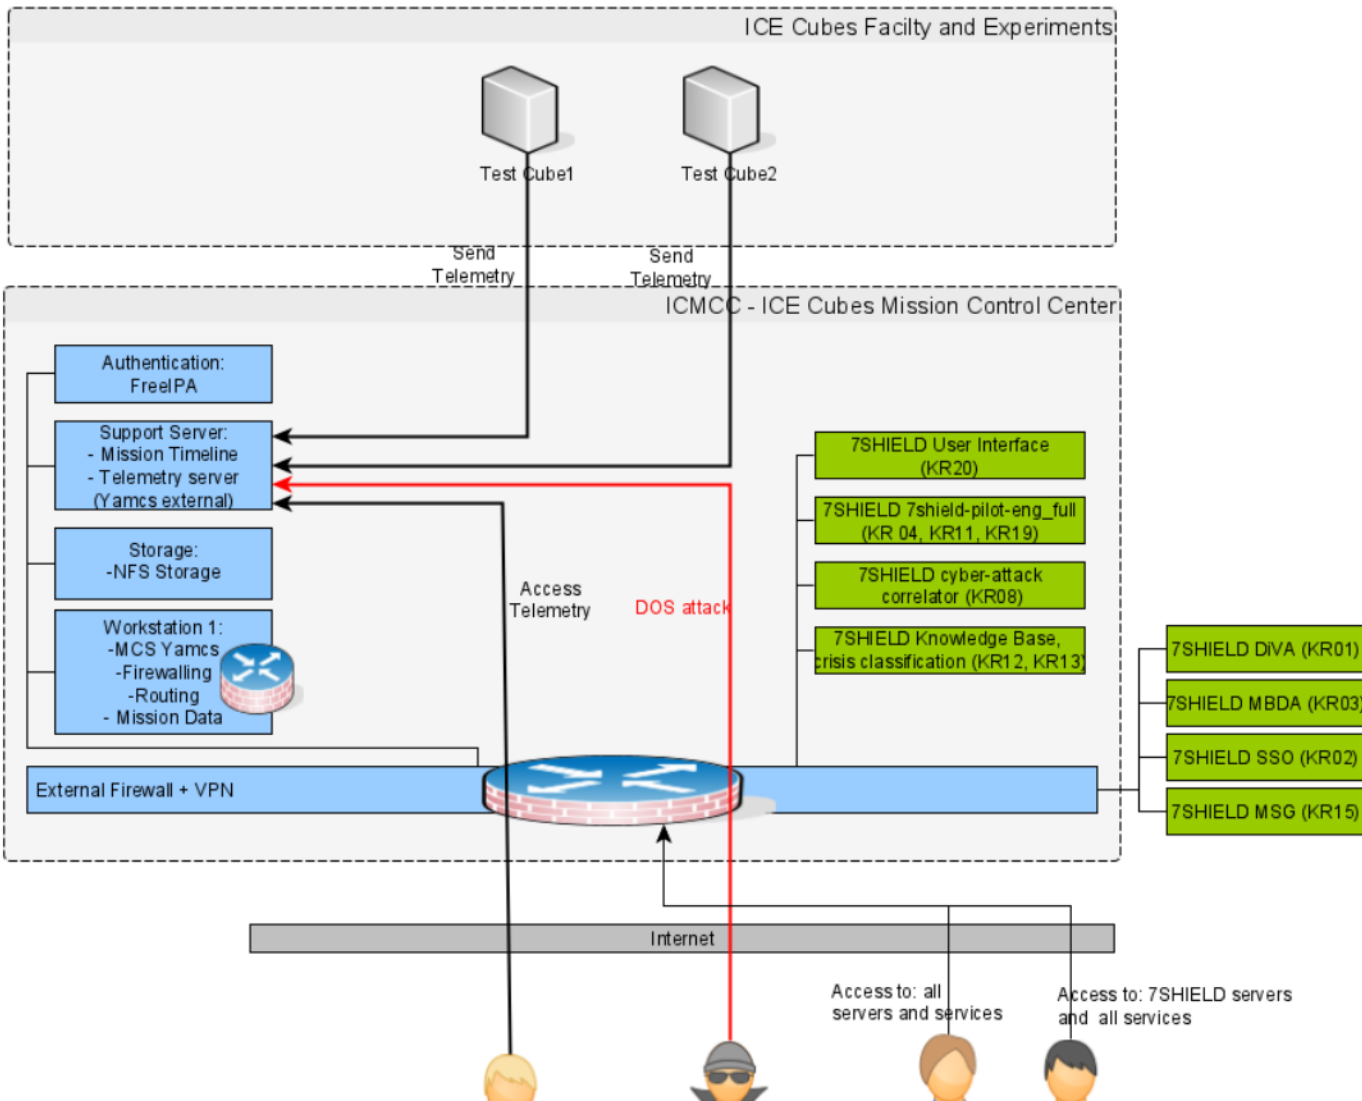 ICE Cubes Facilty and Experiments
Test Cube1
Test Cube2
Send
Telemetry
Send
Telemetry
ICMCC - ICE Cubes Mission Control Center
Authentication:
FreeIPA
Support Server:
- Mission Timeline
- Telemetry server
(Yamcs external)
Storage:
-NFS Storage
Workstation 1:
-MCS Yamcs
-Firewalling
-Routing
- Mission Data
Access
Telemetry
DOS attack
7SHIELD User Interface
(KR20)
7SHIELD 7shield-pilot-eng_full
(KR 04, KR11, KR19)
7SHIELD cyber-attack
correlator (KR08)
7SHIELD Knowledge Base,
crisis classification (KR12, KR13)
7SHIELD DiVA (KR01)
7SHIELD MBDA (KR03)
7SHIELD SSO (KR02)
7SHIELD MSG (KR15)
External Firewall + VPN
Internet
Access to: all
servers and services
Access to: 7SHIELD servers
and all services